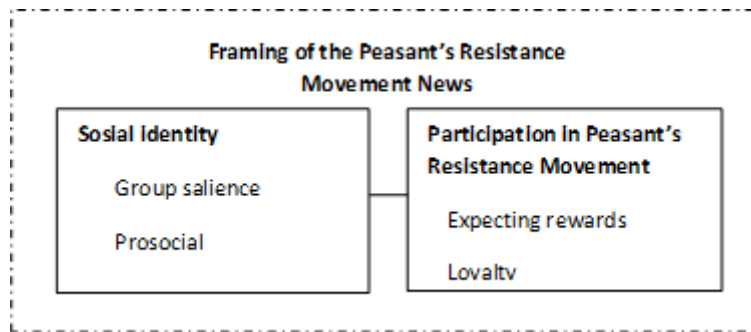 Framing of the Peasant's Resistance
Movement News
Sosial identity
Group salience
Prosocial
Participation in Peasant's
Resistance Movement
Expecting rewards
Loyalty